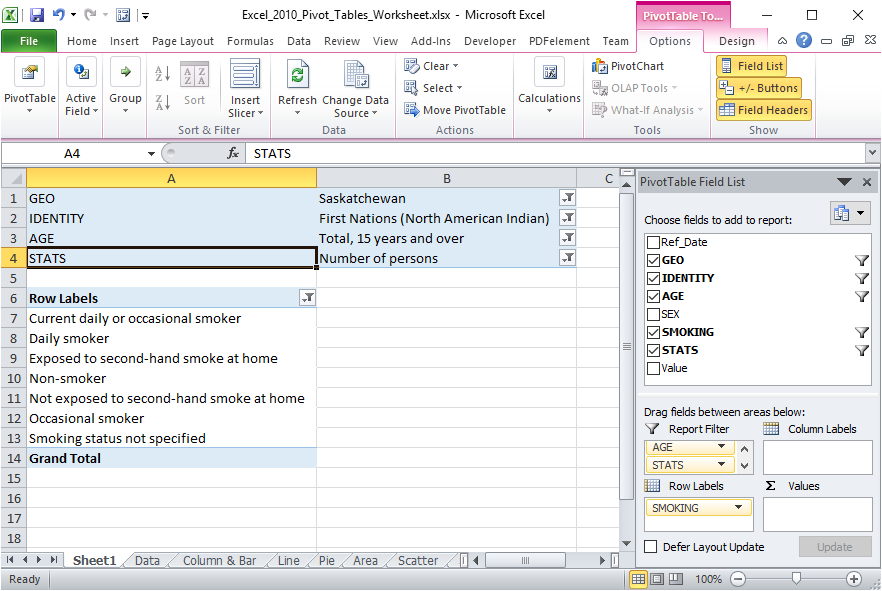 Excel_2010_Pivot_Tables_Worksheet.xlsx - Microsoft Excel
PivotTable To...
File Home Insert Page Layout Formulas Data Review View Add-Ins Developer PDFelement Team Options Design
PivotTable
Active Field
Group
Sort
Insert Slicer
Sort & Filter
Refresh
Change Data Source
Data
Clear
Select
Move PivotTable
Actions
Calculations
PivotChart
OLAP Tools
What-If Analysis
Tools
Field List
+/- Buttons
Field Headers
Show
A4 fx STATS
A B C
1 GEO Saskatchewan
2 IDENTITY First Nations (North American Indian)
3 AGE Total, 15 years and over
4 STATS Number of persons
5
6 Row Labels
7 Current daily or occasional smoker
8 Daily smoker
9 Exposed to second-hand smoke at home
10 Non-smoker
11 Not exposed to second-hand smoke at home
12 Occasional smoker
13 Smoking status not specified
14 Grand Total
15
16
17
18
PivotTable Field List
Choose fields to add to report:
Ref_Date
GEO
IDENTITY
AGE
SEX
SMOKING
STATS
Value
Drag fields between areas below:
Report Filter Column Labels
AGE
STATS
Row Labels Σ Values
SMOKING
Defer Layout Update Update
Sheet1 Data Column & Bar Line Pie Area Scatter
Ready 100%